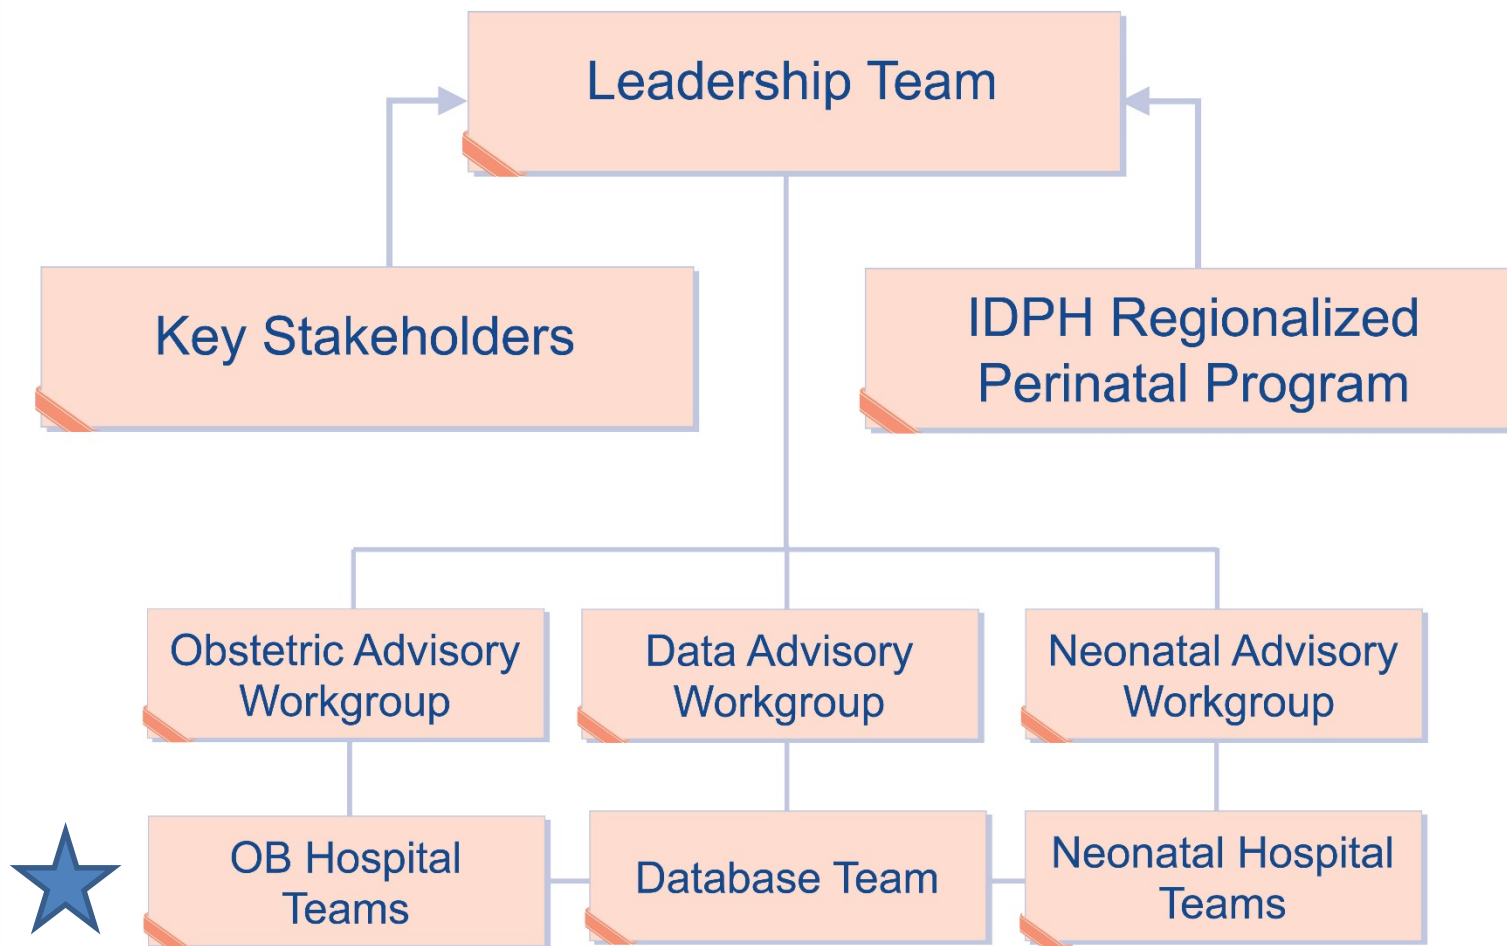 Leadership Team
Key Stakeholders
IDPH Regionalized
Perinatal Program
Obstetric Advisory
Workgroup
Data Advisory
Workgroup
Neonatal Advisory
Workgroup
OB Hospital
Teams
Database Team
Neonatal Hospital
Teams